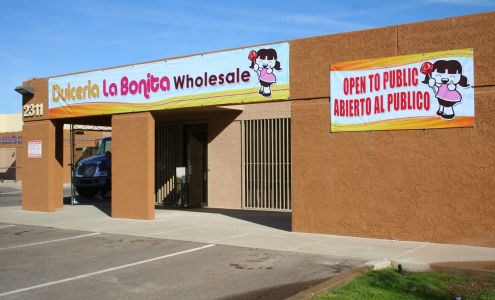 2311
Dulceria La Bonita Wholesale
OPEN TO PUBLIC
ABIERTO AL PUBLICO